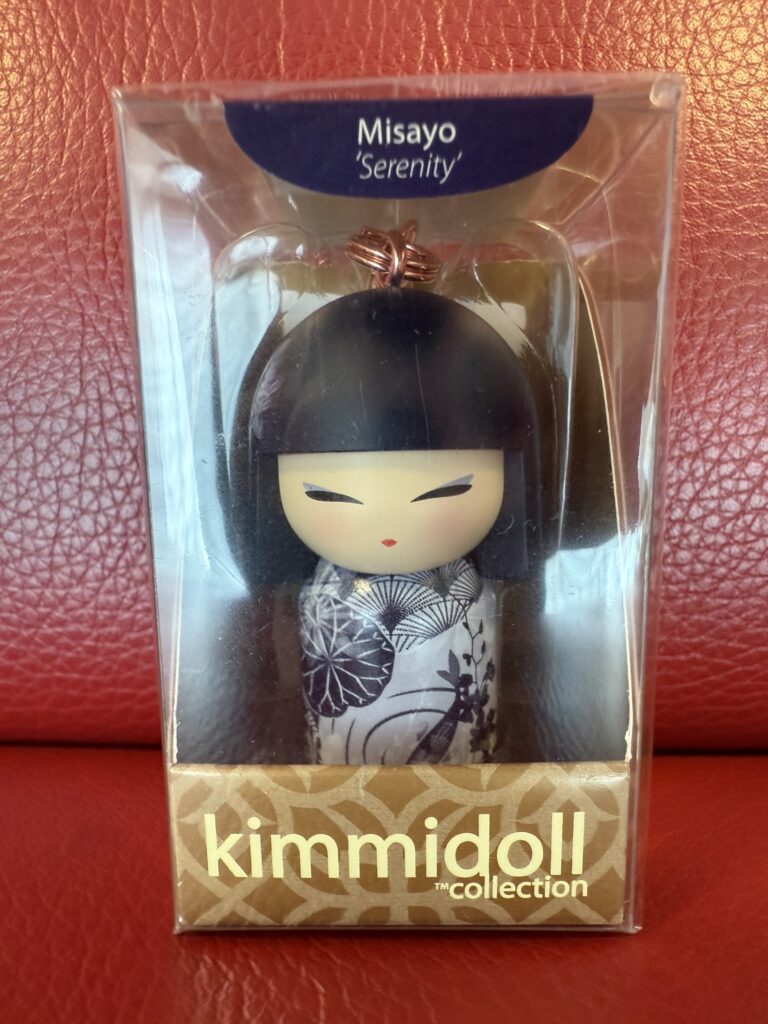 Misayo
'Serenity'
kimmidoll
™collection